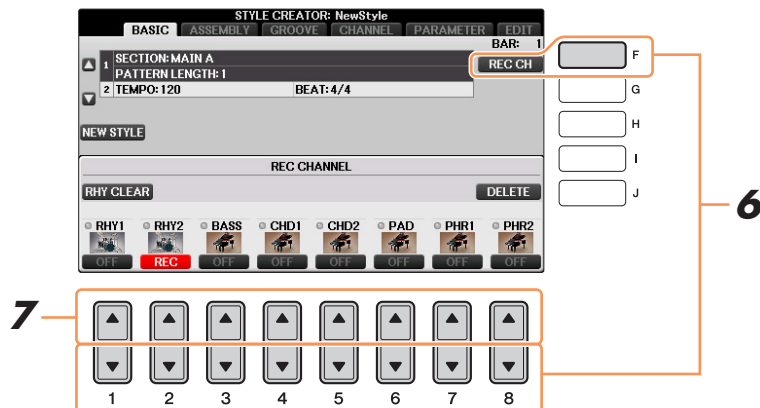 STYLE CREATOR: NewStyle
BASIC ASSEMBLY GROOVE CHANNEL PARAMETER EDIT
BAR: 1
1 SECTION: MAIN A
PATTERN LENGTH: 1
REC CH
F
2 TEMPO: 120 BEAT: 4/4
G
NEW STYLE
H
REC CHANNEL
I
RHY CLEAR DELETE
J
6
RHY1 RHY2 BASS CHD1 CHD2 PAD PHR1 PHR2
OFF REC OFF OFF OFF OFF OFF OFF
7
1 2 3 4 5 6 7 8